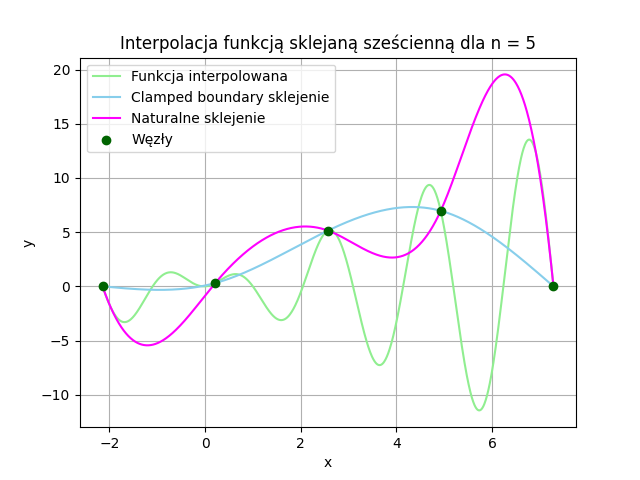 Interpolacja funkcją sklejaną sześcienną dla n = 5
Funkcja interpolowana
Clamped boundary sklejenie
Naturalne sklejenie
Węzły
20
15
10
5
0
−5
−10
y
−2
0
2
4
6
x